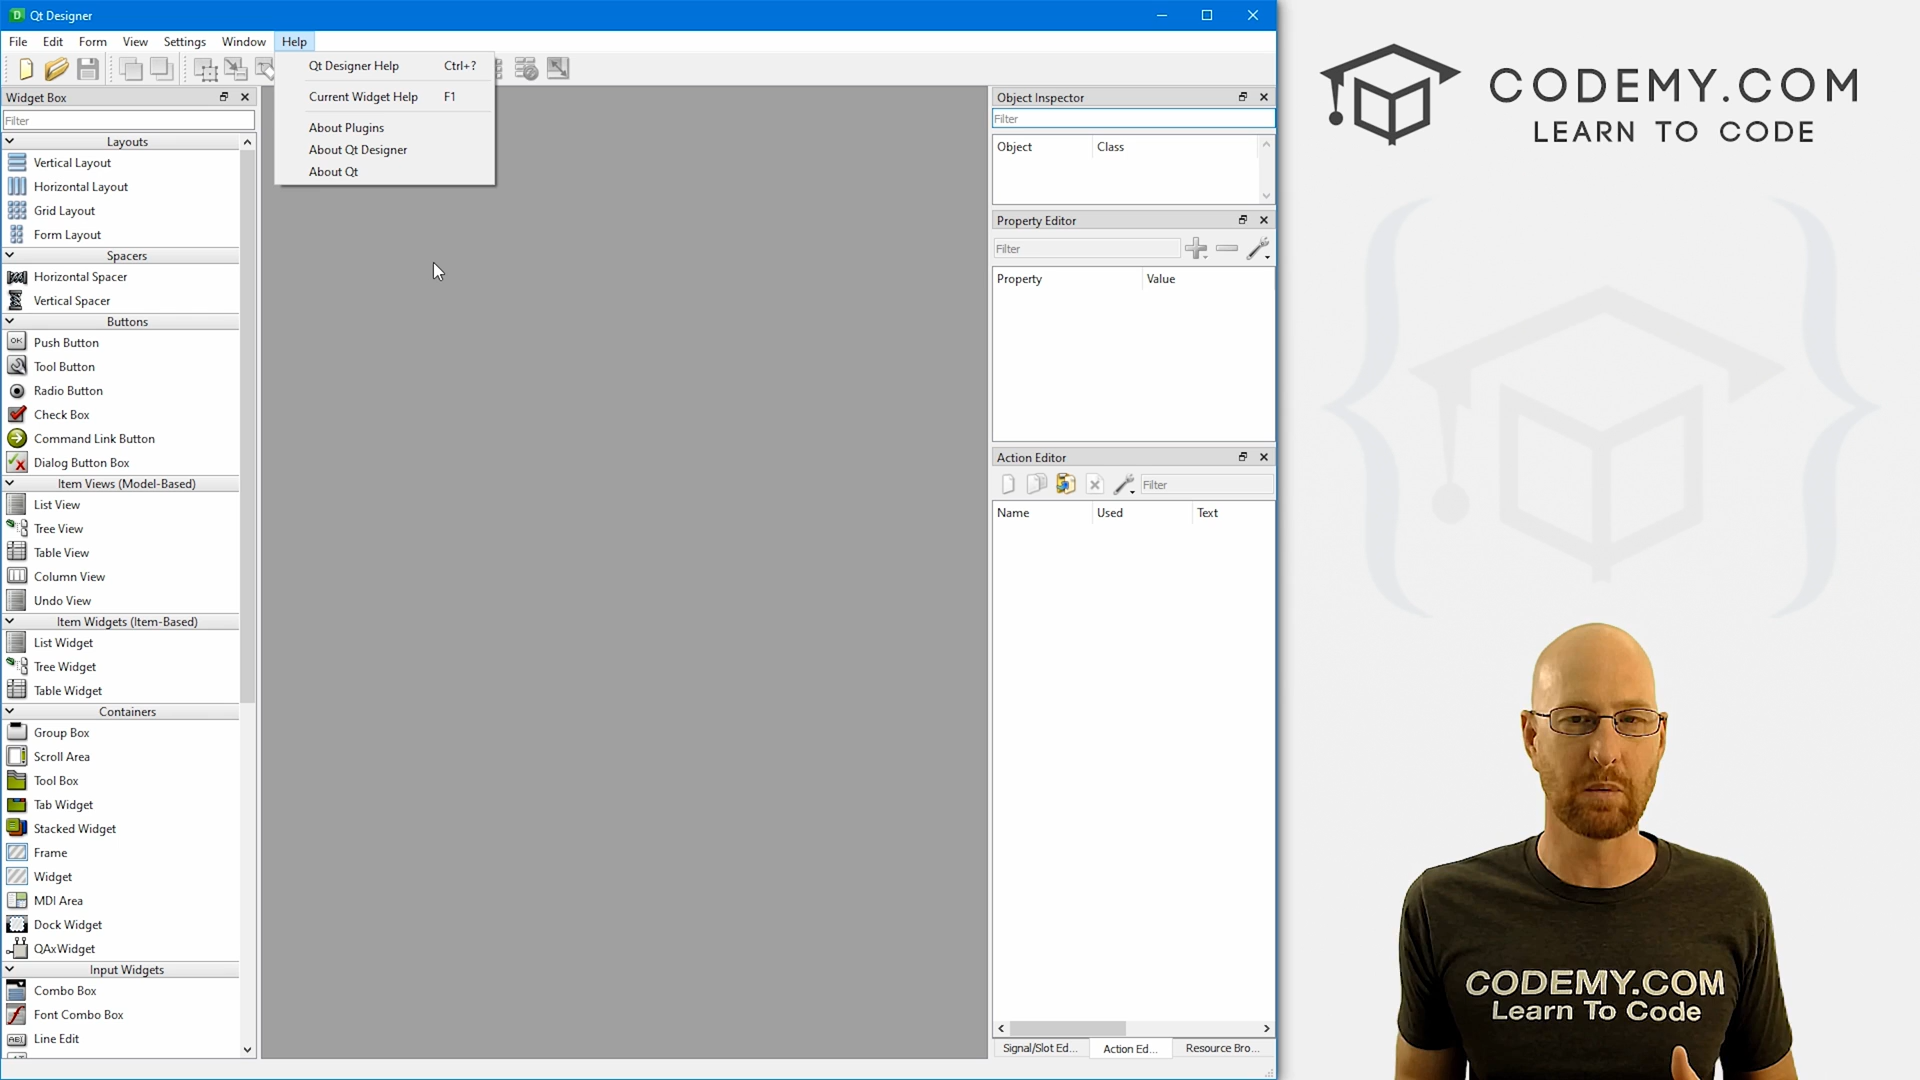 Qt Designer
File Edit Form View Settings Window Help
Qt Designer Help Ctrl+?
Current Widget Help F1
About Plugins
About Qt Designer
About Qt
Widget Box
Filter
Layouts
Vertical Layout
Horizontal Layout
Grid Layout
Form Layout
Spacers
Horizontal Spacer
Vertical Spacer
Buttons
Push Button
Tool Button
Radio Button
Check Box
Command Link Button
Dialog Button Box
Item Views (Model-Based)
List View
Tree View
Table View
Column View
Undo View
Item Widgets (Item-Based)
List Widget
Tree Widget
Table Widget
Containers
Group Box
Scroll Area
Tool Box
Tab Widget
Stacked Widget
Frame
Widget
MDI Area
Dock Widget
QAxWidget
Input Widgets
Combo Box
Font Combo Box
Line Edit
Object Inspector
Filter
Object Class
Property Editor
Filter
Property Value
Action Editor
Filter
Name Used Text
Signal/Slot Ed... Action Ed... Resource Bro...
CODEMY.COM
LEARN TO CODE
CODEMY.COM
Learn To Code